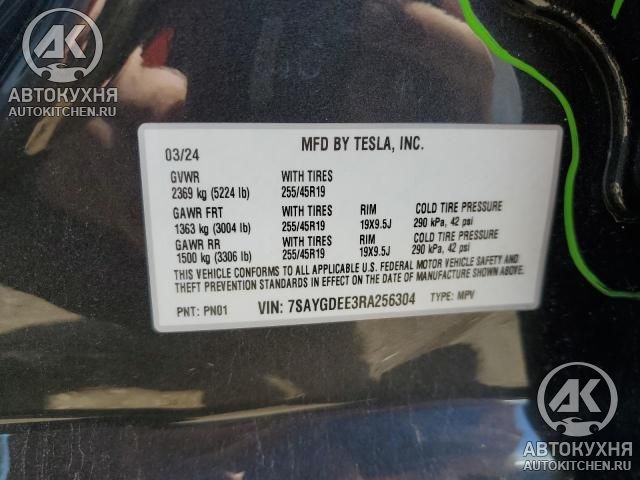 AK
АВТОКУХНЯ
AUTOKITCHEN.RU
03/24
MFD BY TESLA, INC.
GVWR WITH TIRES
2369 kg (5224 lb) 255/45R19
GAWR FRT WITH TIRES RIM COLD TIRE PRESSURE
1363 kg (3004 lb) 255/45R19 19X9.5J 290 kPa, 42 psi
GAWR RR WITH TIRES RIM COLD TIRE PRESSURE
1500 kg (3306 lb) 255/45R19 19X9.5J 290 kPa, 42 psi
THIS VEHICLE CONFORMS TO ALL APPLICABLE U.S. FEDERAL MOTOR VEHICLE SAFETY AND
THEFT PREVENTION STANDARDS IN EFFECT ON THE DATE OF MANUFACTURE SHOWN ABOVE.
PNT: PN01 VIN: 7SAYGDEE3RA256304 TYPE: MPV
AK
АВТОКУХНЯ
AUTOKITCHEN.RU